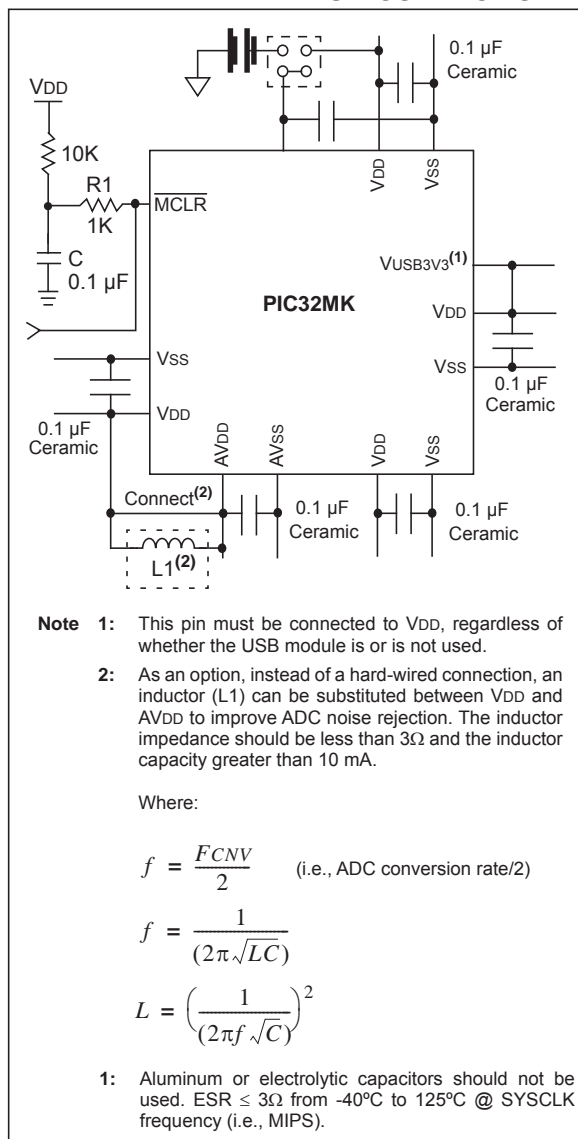 0.1 µF
Ceramic
VDD
10K
R1
1K
MCLR
C
0.1 µF
VDD
VSS
VUSB3V3(1)
VDD
VSS
PIC32MK
0.1 µF
Ceramic
VSS
VDD
0.1 µF
Ceramic
AVDD
AVSS
VDD
VSS
Connect(2)
L1(2)
0.1 µF
Ceramic
0.1 µF
Ceramic
Note 1: This pin must be connected to VDD, regardless of
whether the USB module is or is not used.
2: As an option, instead of a hard-wired connection, an
inductor (L1) can be substituted between VDD and
AVDD to improve ADC noise rejection. The inductor
impedance should be less than 3Ω and the inductor
capacity greater than 10 mA.
Where:
f = FCNV / 2 (i.e., ADC conversion rate/2)
f = 1 / (2π√LC)
L = (1 / (2πf√C))²
1: Aluminum or electrolytic capacitors should not be
used. ESR ≤ 3Ω from -40ºC to 125ºC @ SYSCLK
frequency (i.e., MIPS).